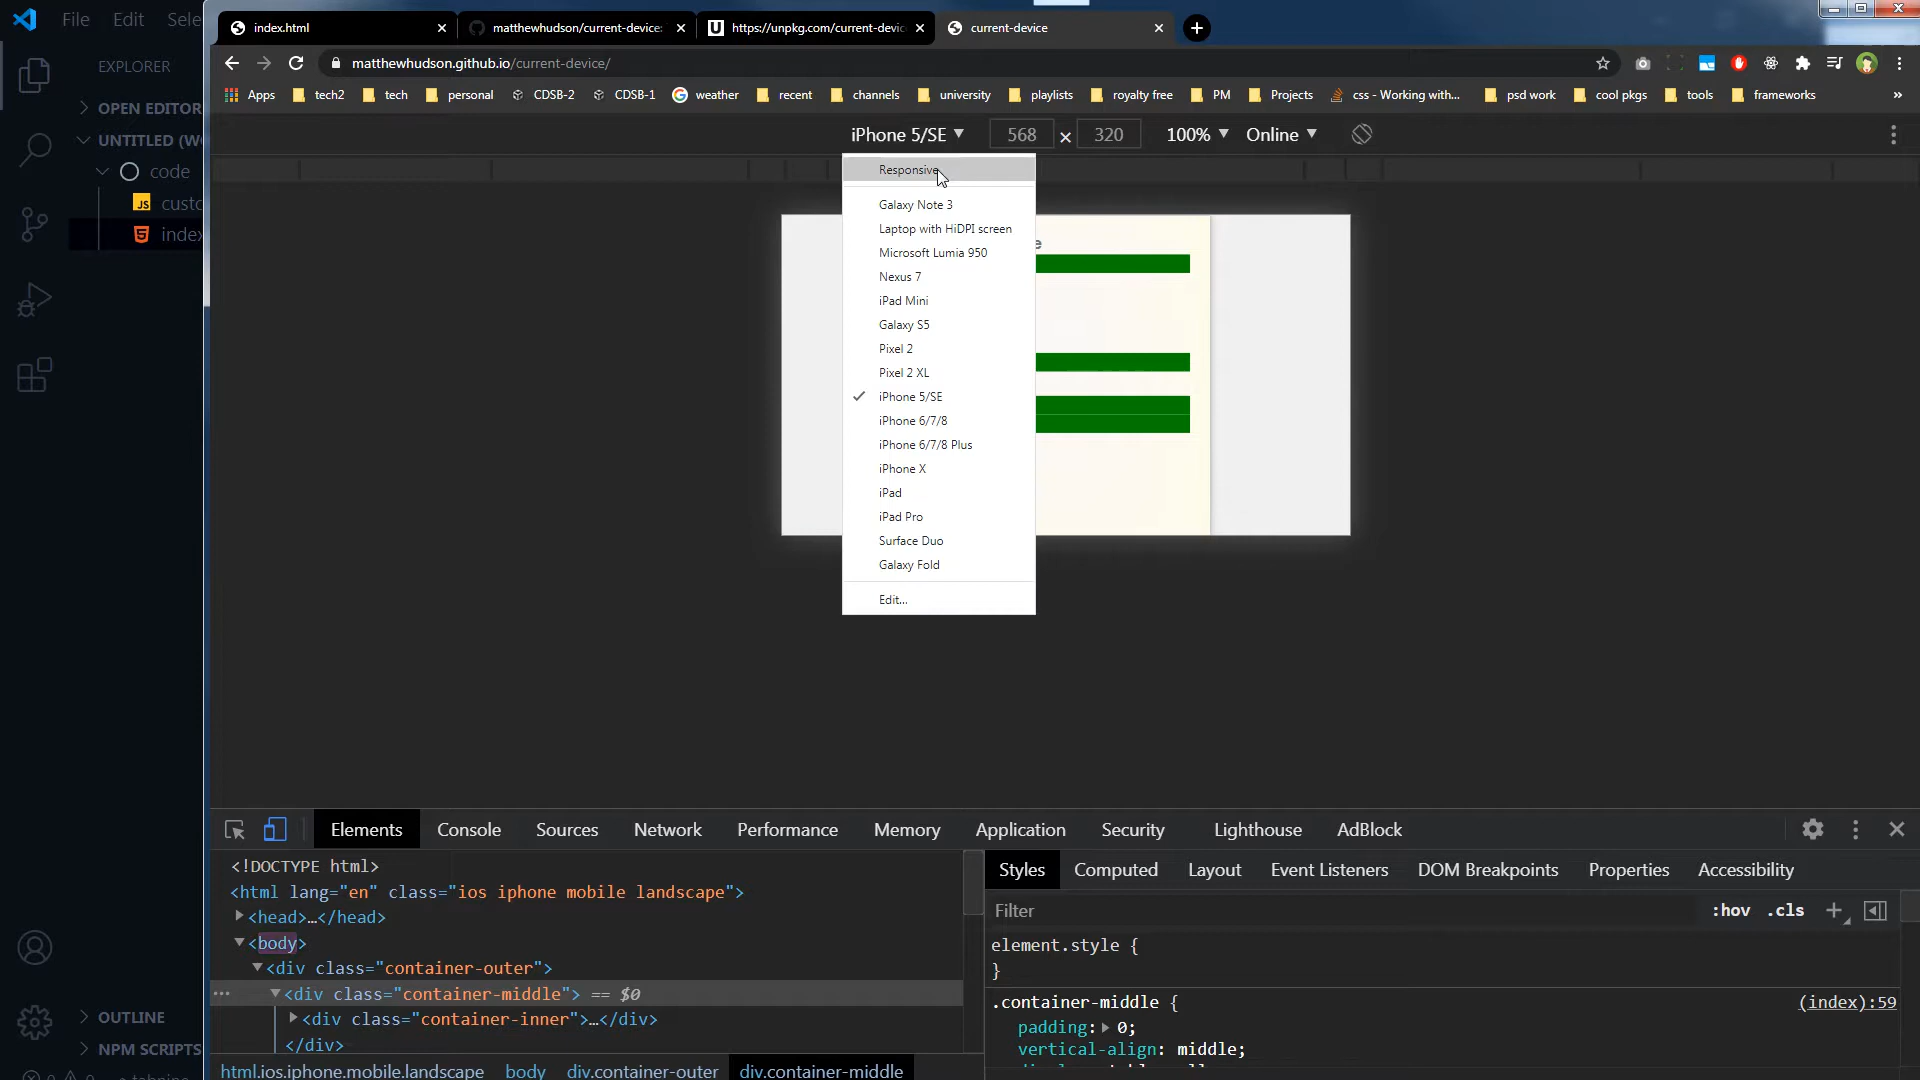 File Edit Sele
index.html
matthewhudson/current-device:
https://unpkg.com/current-devic
current-device
EXPLORER
matthewhudson.github.io/current-device/
OPEN EDITOR
Apps tech2 tech personal CDSB-2 CDSB-1 weather recent channels university playlists royalty free PM Projects css - Working with... psd work cool pkgs tools frameworks »
UNTITLED (W
iPhone 5/SE 568 × 320 100% Online
code
JS custo
index
Responsive
Galaxy Note 3
Laptop with HiDPI screen
Microsoft Lumia 950
Nexus 7
iPad Mini
Galaxy S5
Pixel 2
Pixel 2 XL
iPhone 5/SE
iPhone 6/7/8
iPhone 6/7/8 Plus
iPhone X
iPad
iPad Pro
Surface Duo
Galaxy Fold
Edit...
e
Elements Console Sources Network Performance Memory Application Security Lighthouse AdBlock
<!DOCTYPE html>
<html lang="en" class="ios iphone mobile landscape">
<head>…</head>
<body>
<div class="container-outer">
<div class="container-middle"> == $0
<div class="container-inner">…</div>
</div>
html.ios.iphone.mobile.landscape body div.container-outer div.container-middle
Styles Computed Layout Event Listeners DOM Breakpoints Properties Accessibility
Filter :hov .cls
element.style {
}
.container-middle { (index):59
padding: 0;
vertical-align: middle;
OUTLINE
NPM SCRIPTS